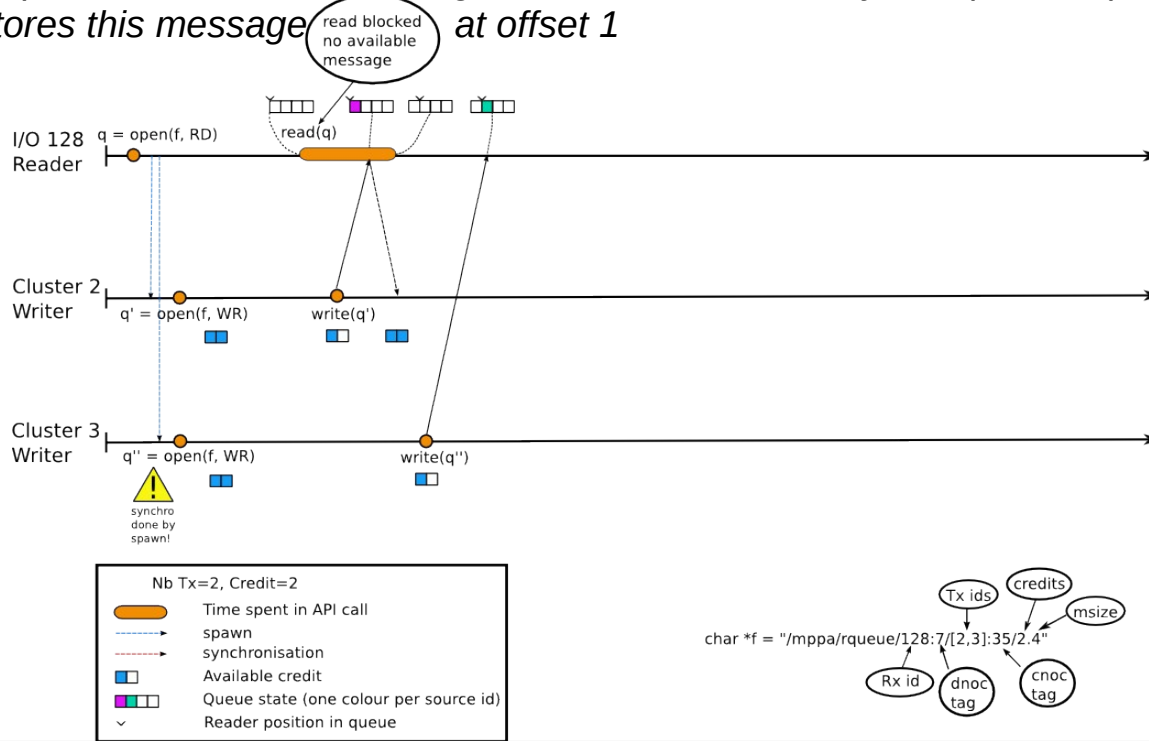 tores this message at offset 1
read blocked
no available
message
I/O 128
Reader
q = open(f, RD)
read(q)
Cluster 2
Writer
q' = open(f, WR)
write(q')
Cluster 3
Writer
q'' = open(f, WR)
write(q'')
!
synchro
done by
spawn!
Nb Tx=2, Credit=2
Time spent in API call
spawn
synchronisation
Available credit
Queue state (one colour per source id)
Reader position in queue
Tx ids
credits
msize
char *f = "/mppa/rqueue/128:7/[2,3]:35/2.4"
Rx id
dnoc
tag
cnoc
tag